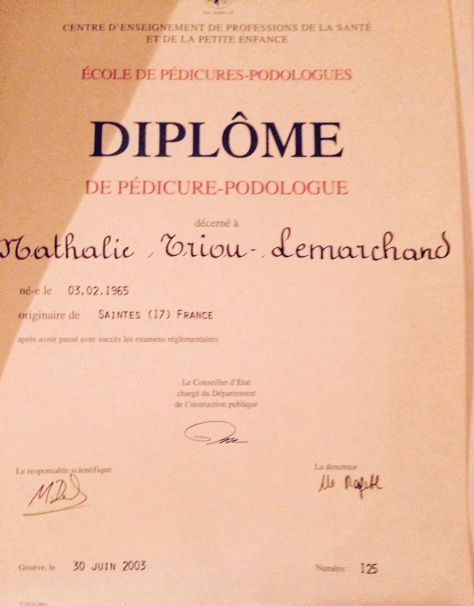 CENTRE D'ENSEIGNEMENT DE PROFESSIONS DE LA SANTÉ
ET DE LA PETITE ENFANCE
ÉCOLE DE PÉDICURES-PODOLOGUES
DIPLÔME
DE PÉDICURE-PODOLOGUE
décerné à
Nathalie Triou-Lemarchand
né-e le 03.02.1965
originaire de SAINTES (17) FRANCE
après avoir passé avec succès les examens réglementaires
Le Conseiller d'Etat
chargé du Département
de l'instruction publique
Le responsable scientifique La directrice
Genève, le 30 JUIN 2003 Numéro: 125